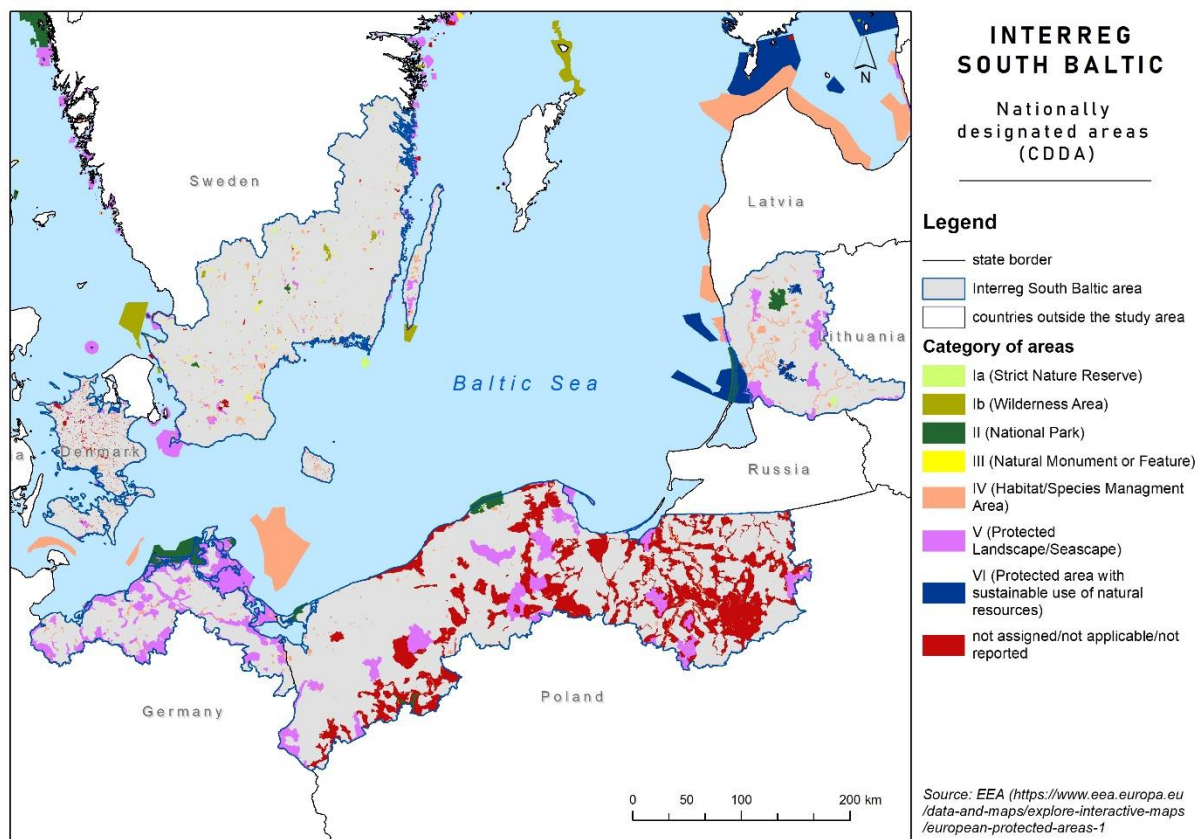 INTERREG
SOUTH BALTIC
Nationally
designated areas
(CDDA)
N
Sweden
Latvia
Lithuania
Baltic Sea
Denmark
ia
Russia
Germany
Poland
0 50 100 200 km
Legend
state border
Interreg South Baltic area
countries outside the study area
Category of areas
Ia (Strict Nature Reserve)
Ib (Wilderness Area)
II (National Park)
III (Natural Monument or Feature)
IV (Habitat/Species Managment
Area)
V (Protected
Landscape/Seascape)
VI (Protected area with
sustainable use of natural
resources)
not assigned/not applicable/not
reported
Source: EEA (https://www.eea.europa.eu
/data-and-maps/explore-interactive-maps
/european-protected-areas-1